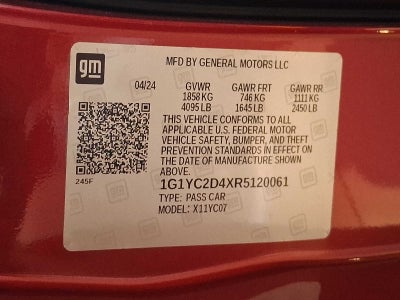 gm
MFD BY GENERAL MOTORS LLC
04/24 GVWR GAWR FRT GAWR RR
1858 KG 746 KG 1111 KG
4095 LB 1645 LB 2450 LB
THIS VEHICLE CONFORMS TO ALL
APPLICABLE U.S. FEDERAL MOTOR
VEHICLE SAFETY, BUMPER, AND THEFT
PREVENTION STANDARDS IN EFFECT ON
THE DATE OF MANUFACTURE SHOWN
ABOVE.
245F
1G1YC2D4XR5120061
TYPE: PASS CAR
MODEL: X11YC07